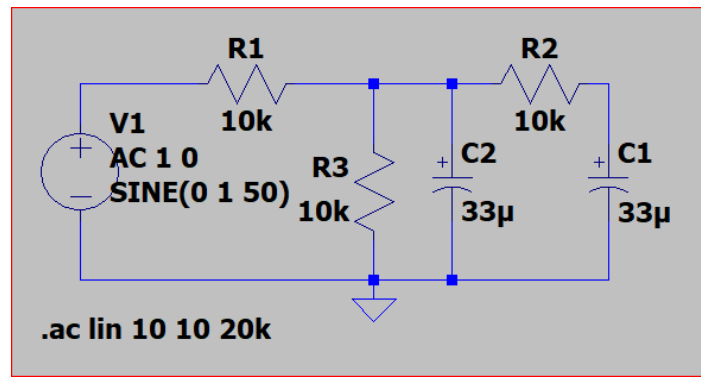 R1
10k
R2
10k
V1
AC 1 0
SINE(0 1 50)
R3
10k
C2
33µ
C1
33µ
.ac lin 10 10 20k